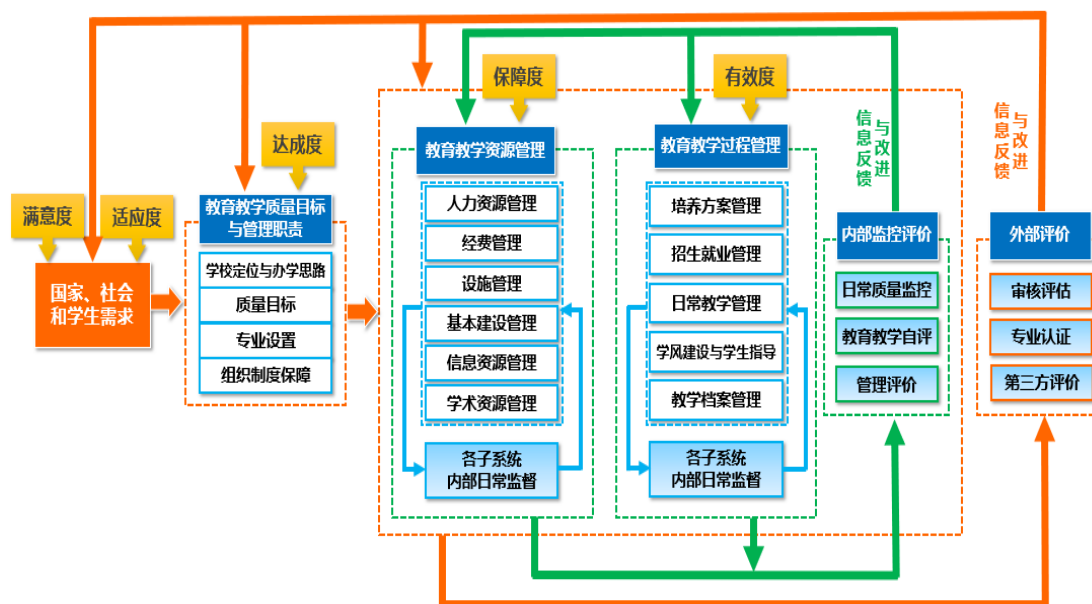 保障度
有效度
达成度
满意度
适应度
国家、社会
和学生需求
教育教学质量目标
与管理职责
学校定位与办学思路
质量目标
专业设置
组织制度保障
教育教学资源管理
人力资源管理
经费管理
设施管理
基本建设管理
信息资源管理
学术资源管理
各子系统
内部日常监督
教育教学过程管理
培养方案管理
招生就业管理
日常教学管理
学风建设与学生指导
教学档案管理
各子系统
内部日常监督
信息反馈
与改进
内部监控评价
日常质量监控
教育教学自评
管理评价
信息反馈
与改进
外部评价
审核评估
专业认证
第三方评价